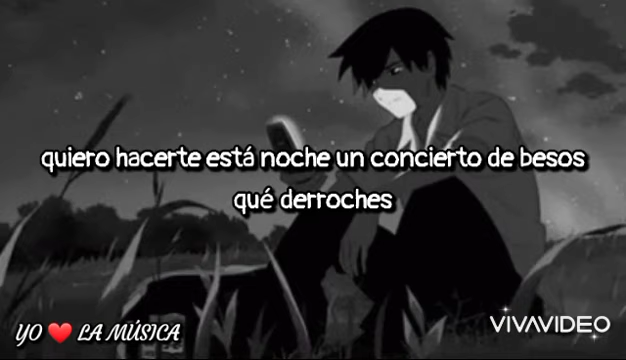 quiero hacerte está noche un concierto de besos
qué derroches
YO ❤️ LA MÚSICA
VIVAVIDEO